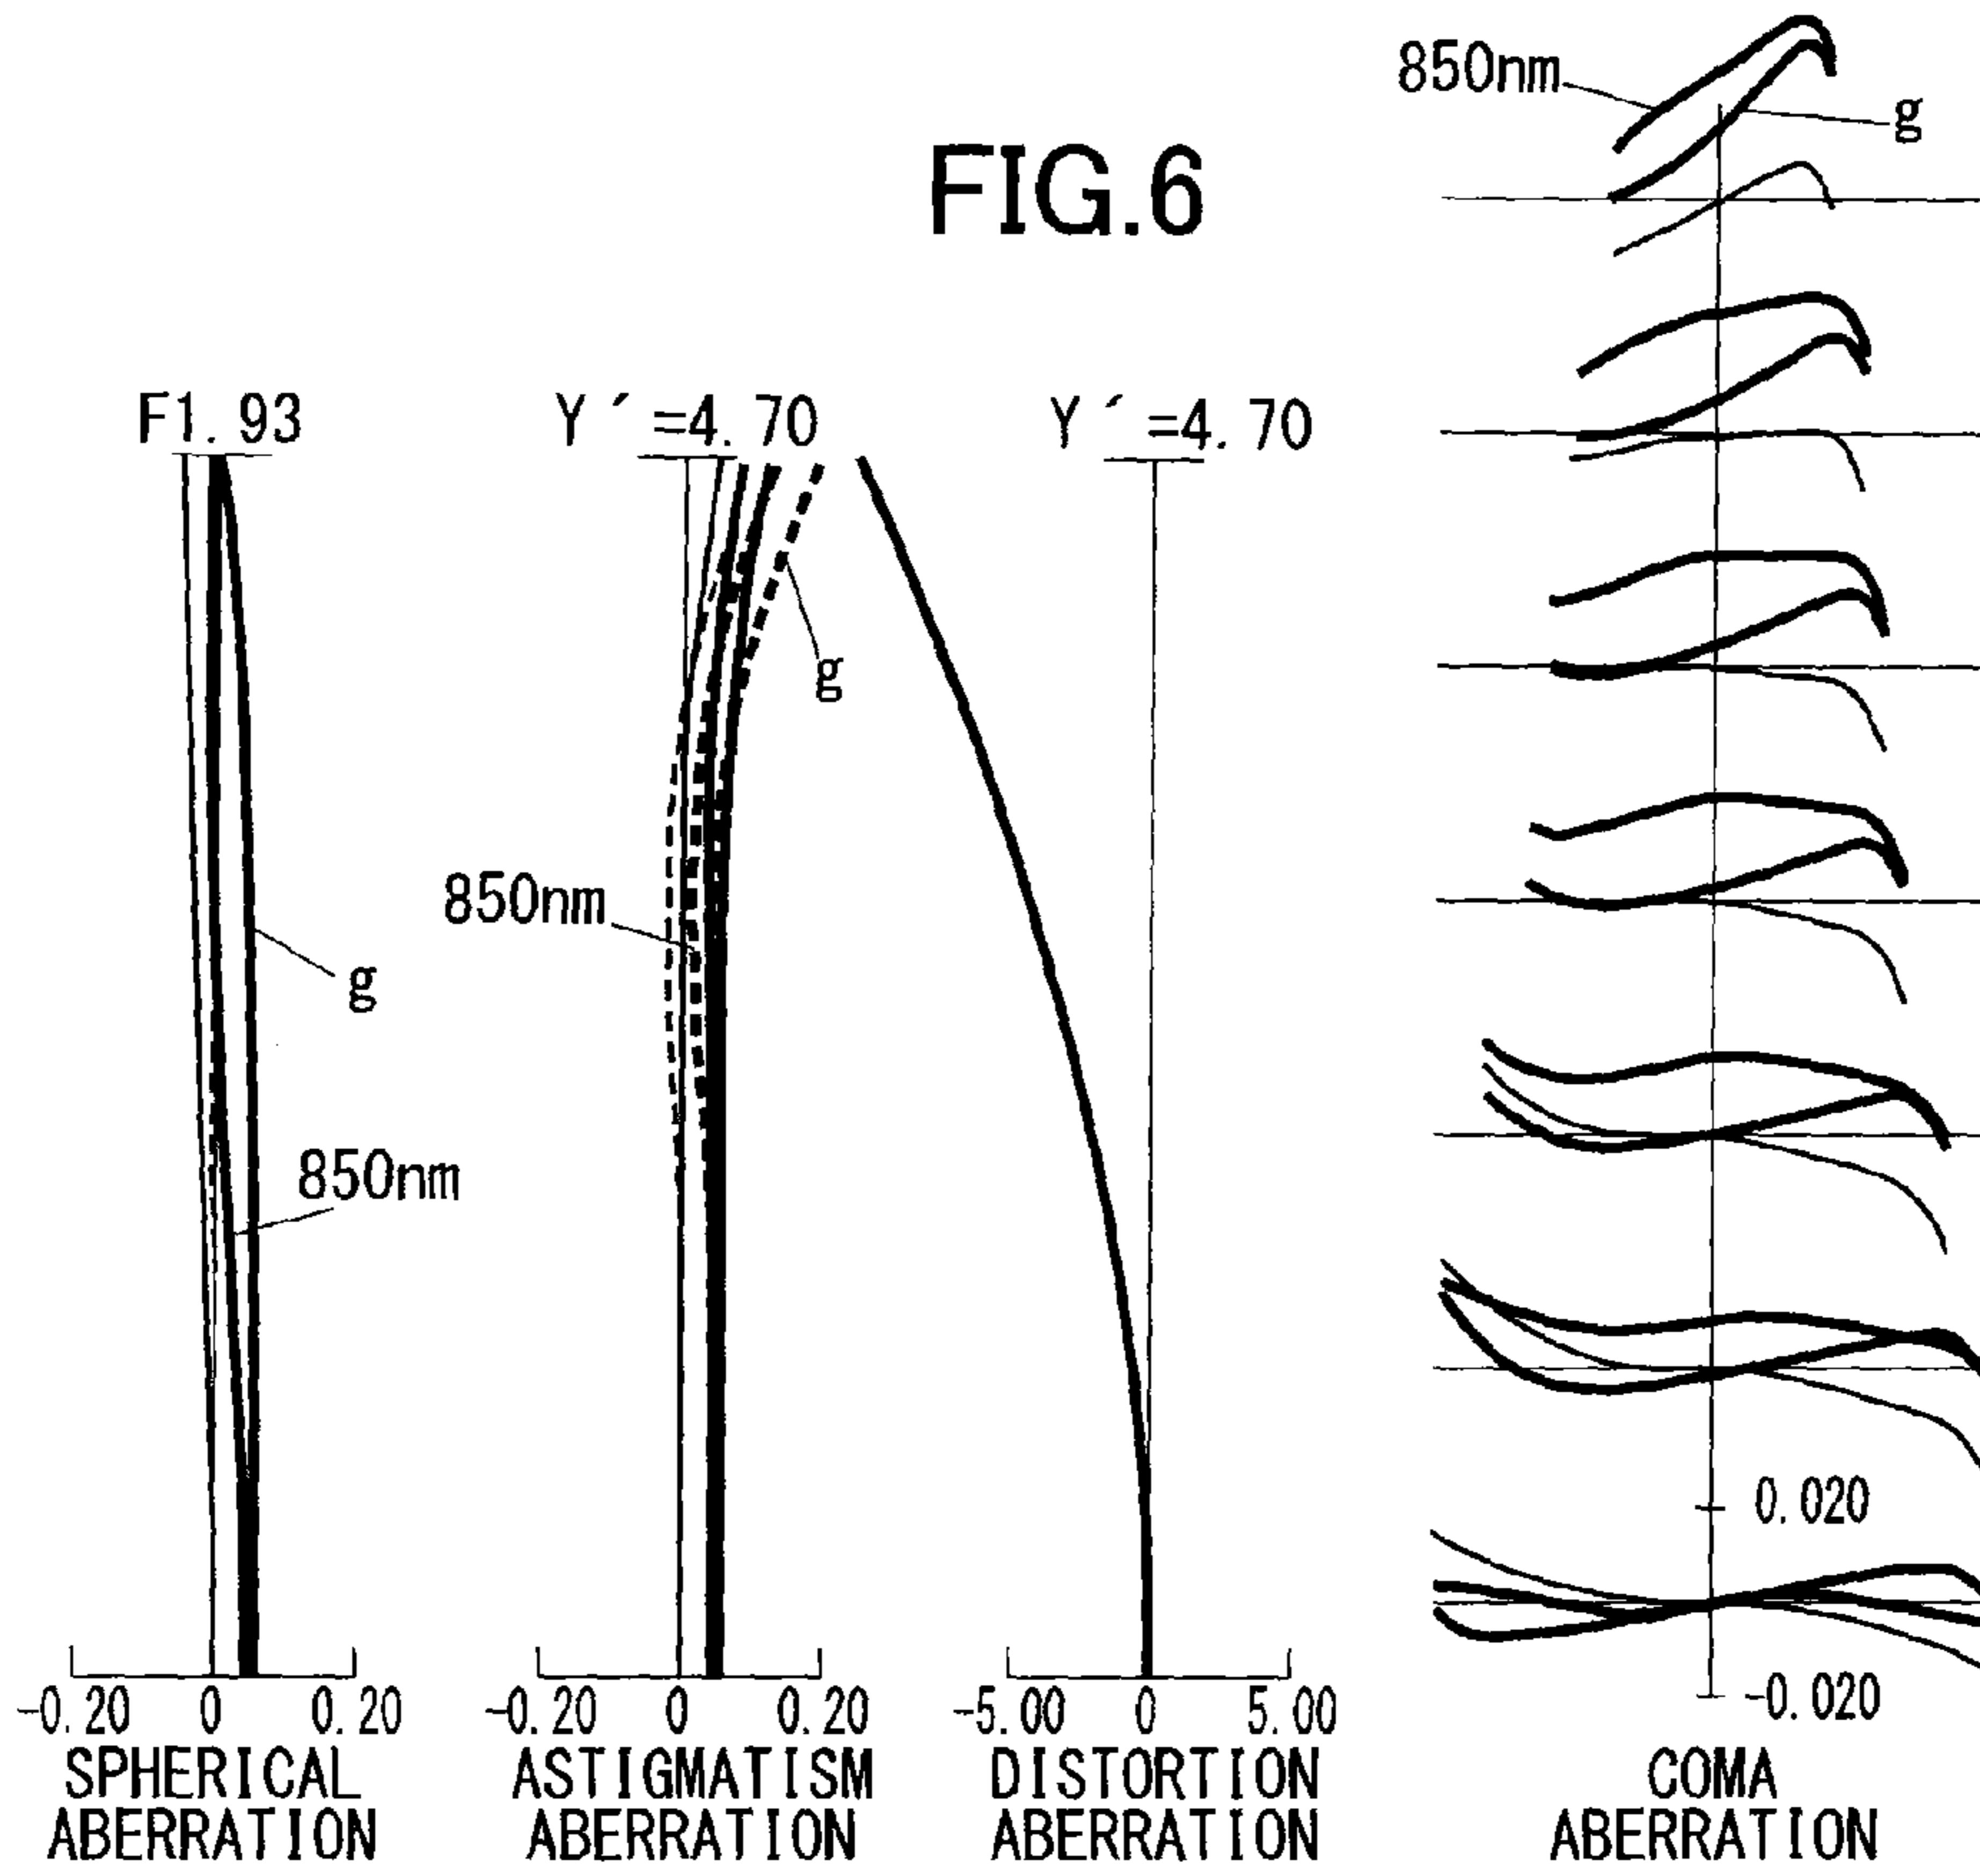 FIG.6
850nm
g
F1.93
Y´=4.70
Y´=4.70
g
850nm
g
850nm
0.020
-0.020
-0.20 0 0.20
-0.20 0 0.20
-5.00 0 5.00
SPHERICAL
ABERRATION
ASTIGMATISM
ABERRATION
DISTORTION
ABERRATION
COMA
ABERRATION